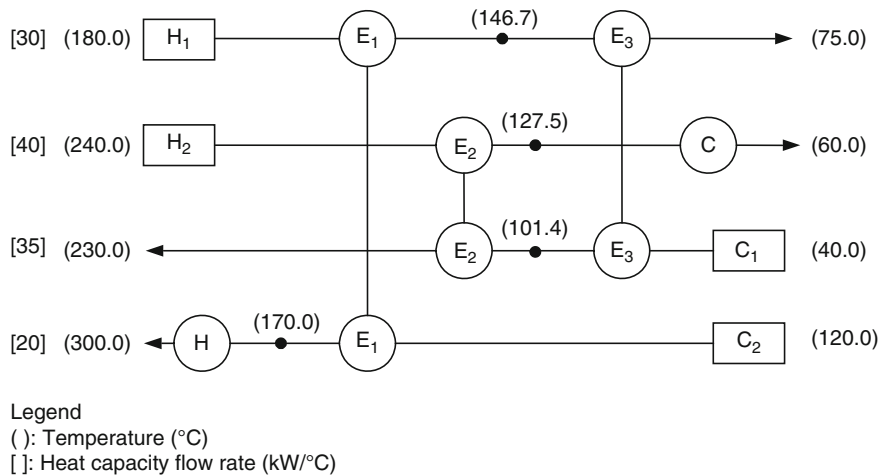 (146.7)
[30] (180.0) H₁ E₁ E₃ (75.0)
(127.5)
[40] (240.0) H₂ E₂ C (60.0)
(101.4)
[35] (230.0) E₂ E₃ C₁ (40.0)
(170.0)
[20] (300.0) H E₁ C₂ (120.0)
Legend
( ): Temperature (°C)
[ ]: Heat capacity flow rate (kW/°C)